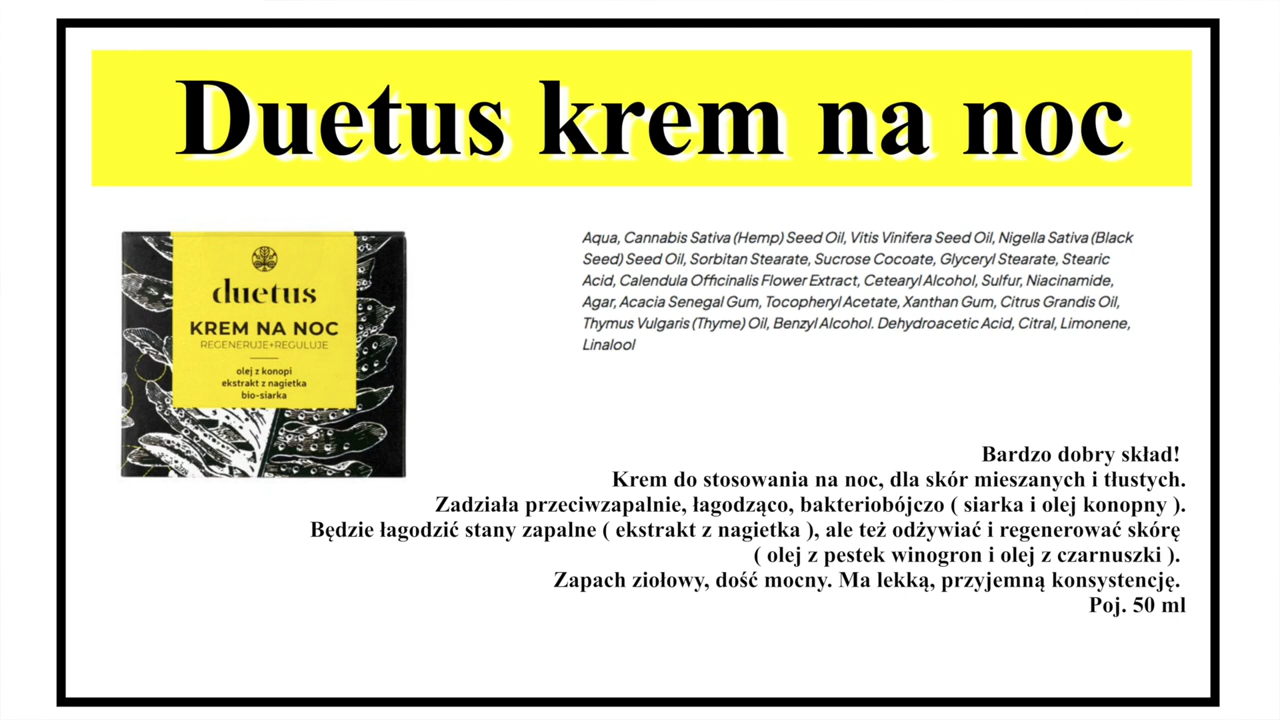 Duetus krem na noc
duetus
KREM NA NOC
REGENERUJE+REGULUJE
olej z konopi
ekstrakt z nagietka
bio-siarka
Aqua, Cannabis Sativa (Hemp) Seed Oil, Vitis Vinifera Seed Oil, Nigella Sativa (Black
Seed) Seed Oil, Sorbitan Stearate, Sucrose Cocoate, Glyceryl Stearate, Stearic
Acid, Calendula Officinalis Flower Extract, Cetearyl Alcohol, Sulfur, Niacinamide,
Agar, Acacia Senegal Gum, Tocopheryl Acetate, Xanthan Gum, Citrus Grandis Oil,
Thymus Vulgaris (Thyme) Oil, Benzyl Alcohol. Dehydroacetic Acid, Citral, Limonene,
Linalool
Bardzo dobry skład!
Krem do stosowania na noc, dla skór mieszanych i tłustych.
Zadziała przeciwzapalnie, łagodząco, bakteriobójczo ( siarka i olej konopny ).
Będzie łagodzić stany zapalne ( ekstrakt z nagietka ), ale też odżywiać i regenerować skórę
( olej z pestek winogron i olej z czarnuszki ).
Zapach ziołowy, dość mocny. Ma lekką, przyjemną konsystencję.
Poj. 50 ml